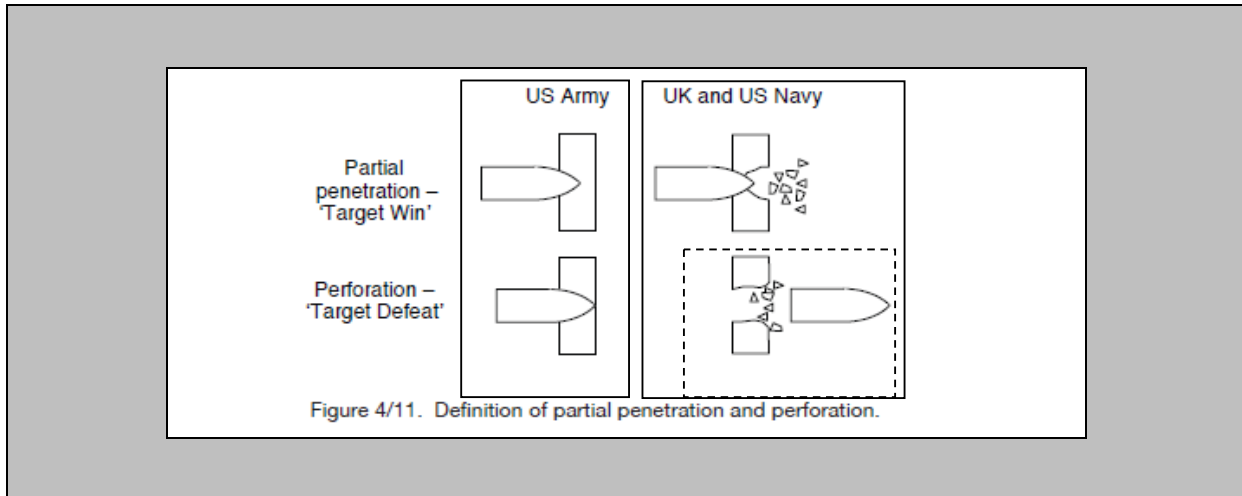 US Army
UK and US Navy
Partial
penetration –
‘Target Win’
Perforation –
‘Target Defeat’
Figure 4/11. Definition of partial penetration and perforation.